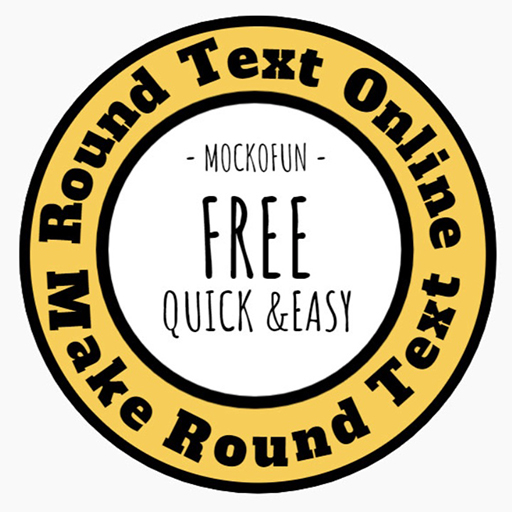 Round Text Online
- MOCKOFUN -
FREE
QUICK &EASY
Make Round Text